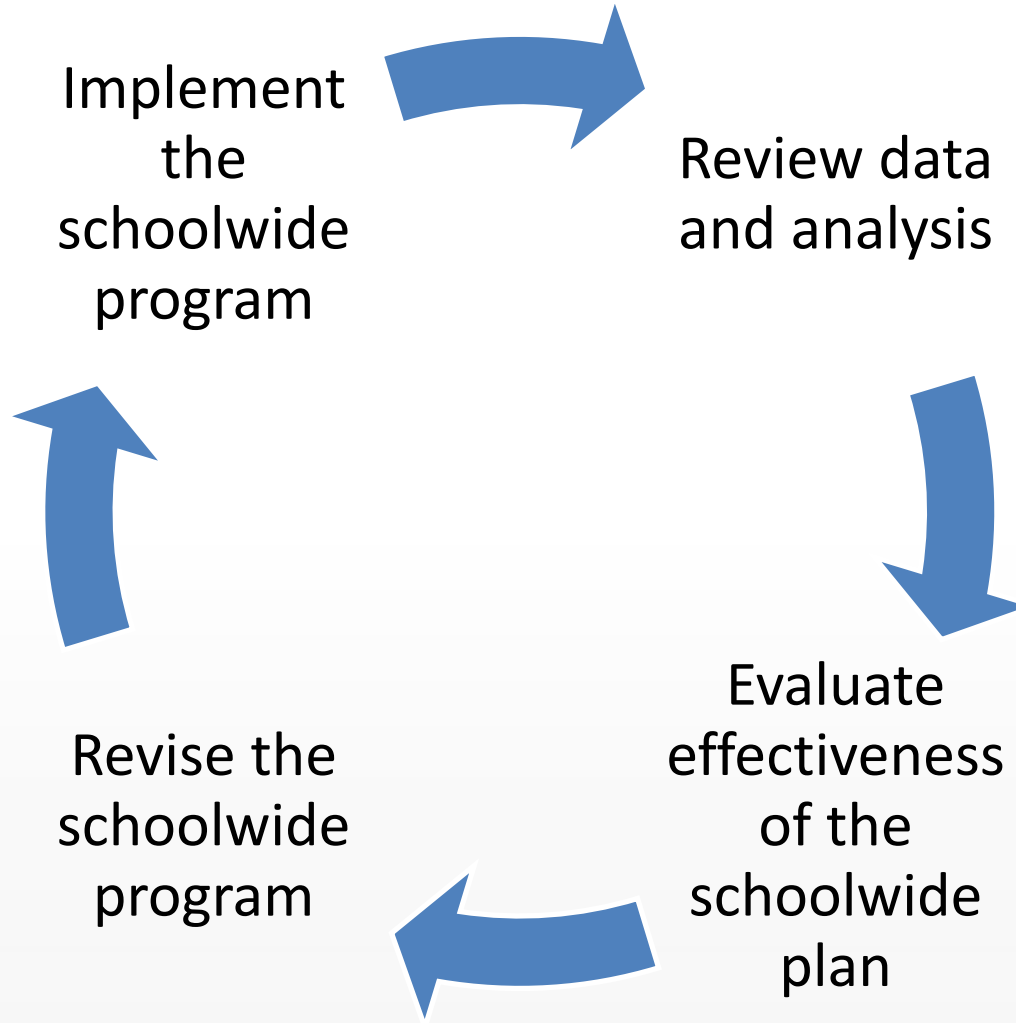 Implement
the
schoolwide
program
Review data
and analysis
Evaluate
effectiveness
of the
schoolwide
plan
Revise the
schoolwide
program